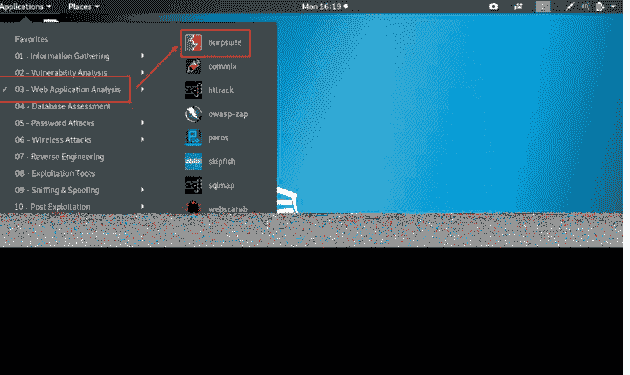 Applications Places Mon 16:19
Favorites
01 - Information Gathering
02 - Vulnerability Analysis
03 - Web Application Analysis
04 - Database Assessment
05 - Password Attacks
06 - Wireless Attacks
07 - Reverse Engineering
08 - Exploitation Tools
09 - Sniffing & Spoofing
10 - Post Exploitation
burpsuite
commix
httrack
owasp-zap
paros
skipfish
sqlmap
webscarab